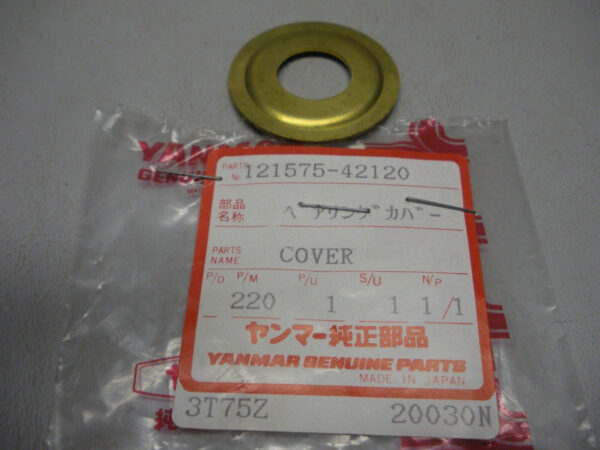 YANMAR
GENUINE
PARTS No 121575-42120
部品名称 ベアリングカバー
PARTS NAME COVER
P/D P/M P/U S/U N/P
220 1 1 1/1
ヤンマー純正部品
YANMAR GENUINE PARTS
MADE IN JAPAN
3T75Z 20030N